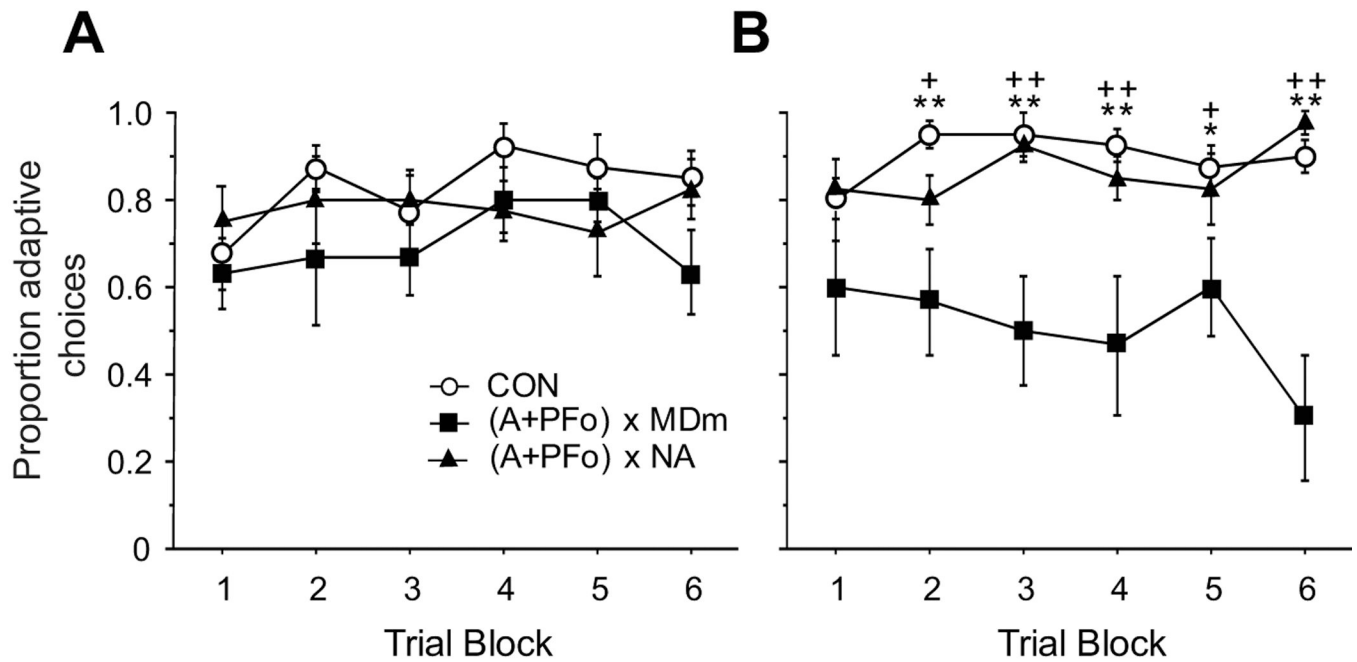 A
B
+ ++ ++ + ++
** ** ** * **
Proportion adaptive
choices
1.0
0.8
0.6
0.4
0.2
0
CON
(A+PFo) x MDm
(A+PFo) x NA
1 2 3 4 5 6
1 2 3 4 5 6
Trial Block
Trial Block